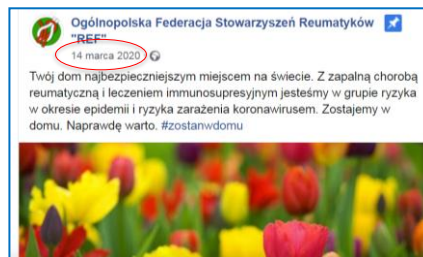 Ogólnopolska Federacja Stowarzyszeń Reumatyków
"REF"
14 marca 2020
Twój dom najbezpieczniejszym miejscem na świecie. Z zapalną chorobą
reumatyczną i leczeniem immunosupresyjnym jesteśmy w grupie ryzyka
w okresie epidemii i ryzyka zarażenia koronawirusem. Zostajemy w
domu. Naprawdę warto. #zostanwdomu